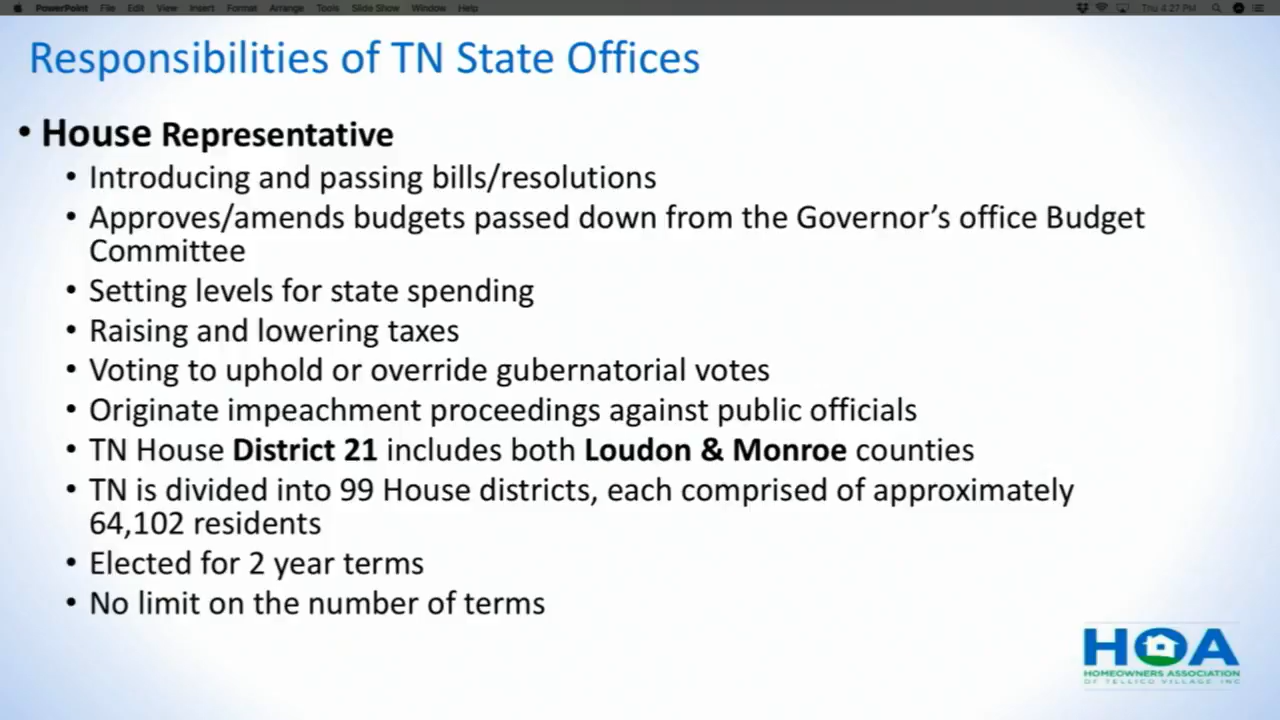 PowerPoint File Edit View Insert Format Arrange Tools Slide Show Window Help Thu 4:27 PM
Responsibilities of TN State Offices
• House Representative
• Introducing and passing bills/resolutions
• Approves/amends budgets passed down from the Governor's office Budget
Committee
• Setting levels for state spending
• Raising and lowering taxes
• Voting to uphold or override gubernatorial votes
• Originate impeachment proceedings against public officials
• TN House District 21 includes both Loudon & Monroe counties
• TN is divided into 99 House districts, each comprised of approximately
64,102 residents
• Elected for 2 year terms
• No limit on the number of terms
HOA
HOMEOWNERS ASSOCIATION
OF TELLICO VILLAGE INC